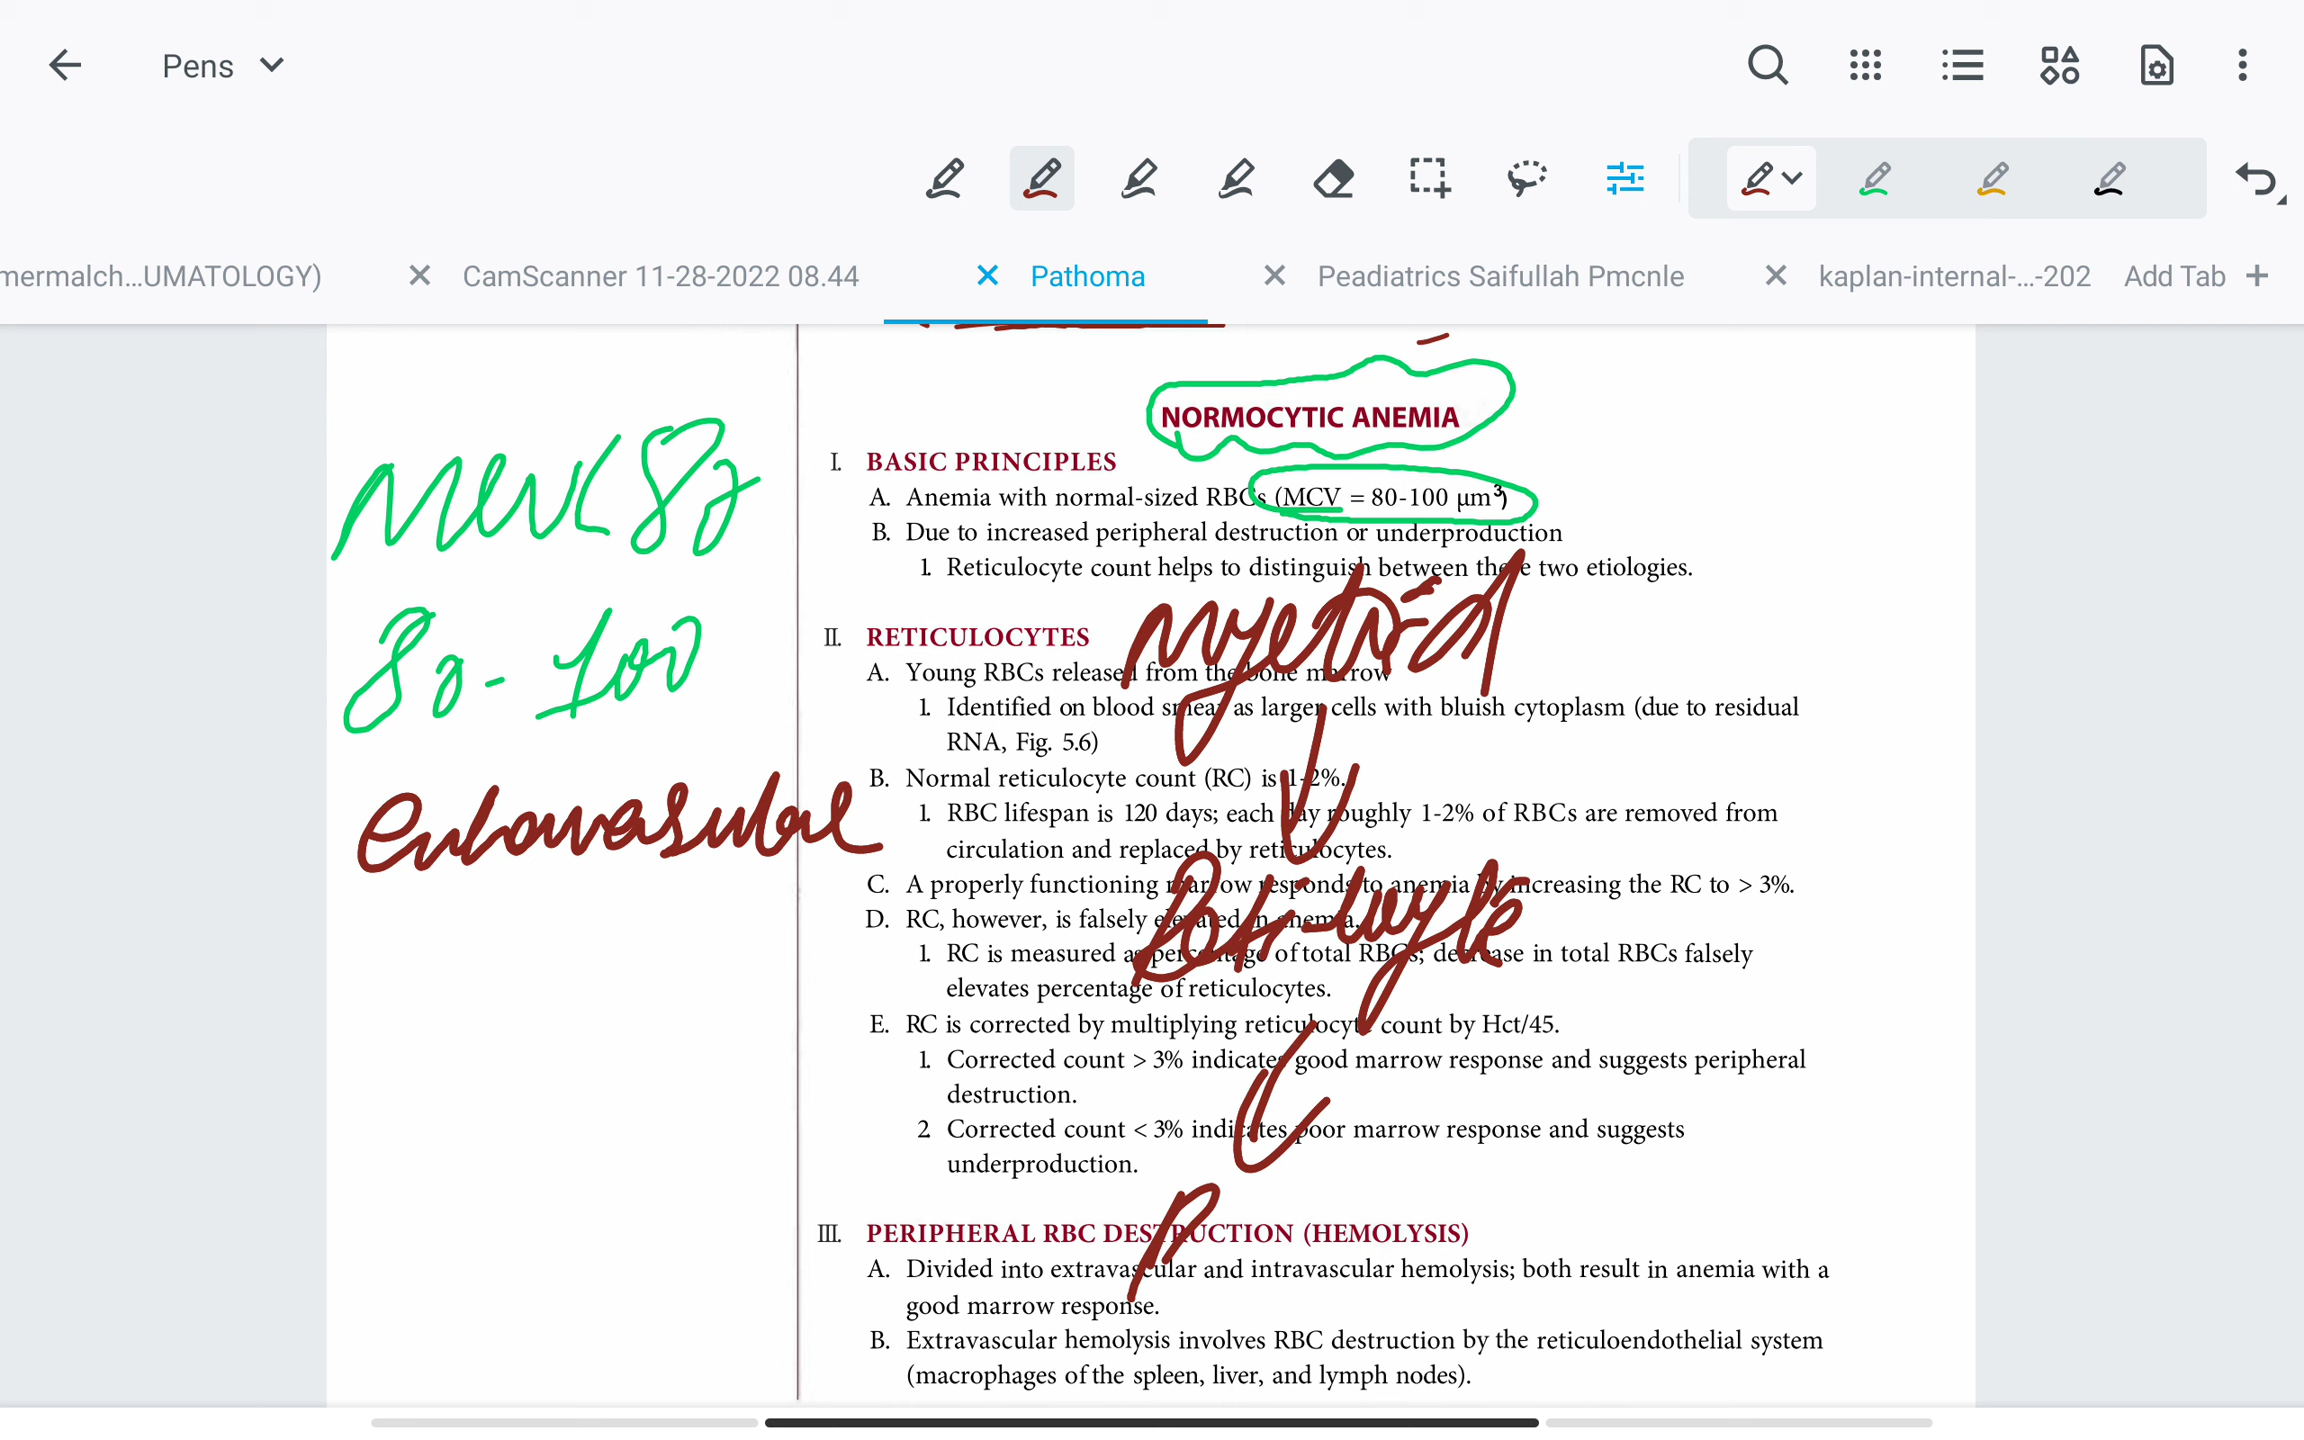 Pens
mermalch...UMATOLOGY)
CamScanner 11-28-2022 08.44
Pathoma
Peadiatrics Saifullah Pmcnle
kaplan-internal-...-202
Add Tab +
NORMOCYTIC ANEMIA
I. BASIC PRINCIPLES
A. Anemia with normal-sized RBCs (MCV = 80-100 µm³)
B. Due to increased peripheral destruction or underproduction
1. Reticulocyte count helps to distinguish between these two etiologies.
II. RETICULOCYTES
A. Young RBCs released from the bone marrow
1. Identified on blood smear as larger cells with bluish cytoplasm (due to residual
RNA, Fig. 5.6)
B. Normal reticulocyte count (RC) is 1-2%.
1. RBC lifespan is 120 days; each day roughly 1-2% of RBCs are removed from
circulation and replaced by reticulocytes.
C. A properly functioning marrow responds to anemia by increasing the RC to > 3%.
D. RC, however, is falsely elevated in anemia.
1. RC is measured as percentage of total RBCs; decrease in total RBCs falsely
elevates percentage of reticulocytes.
E. RC is corrected by multiplying reticulocyte count by Hct/45.
1. Corrected count > 3% indicates good marrow response and suggests peripheral
destruction.
2. Corrected count < 3% indicates poor marrow response and suggests
underproduction.
III. PERIPHERAL RBC DESTRUCTION (HEMOLYSIS)
A. Divided into extravascular and intravascular hemolysis; both result in anemia with a
good marrow response.
B. Extravascular hemolysis involves RBC destruction by the reticuloendothelial system
(macrophages of the spleen, liver, and lymph nodes).
80-100